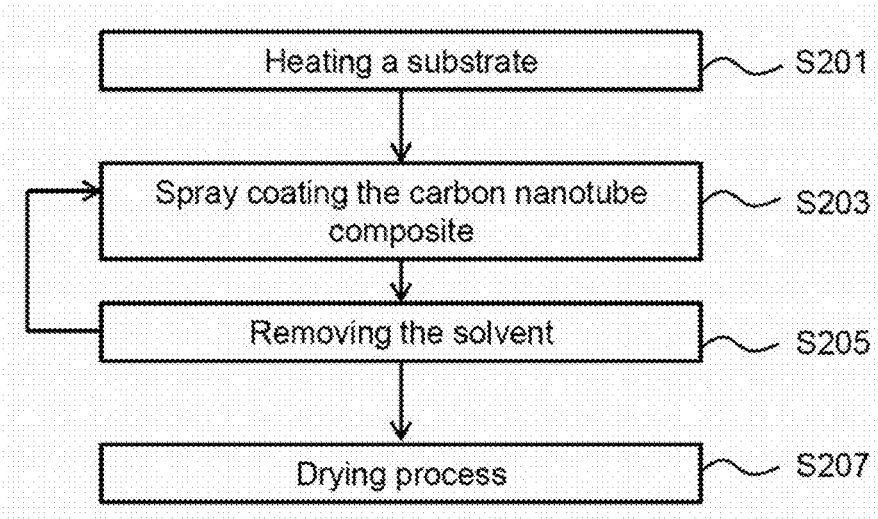 Heating a substrate
S201
Spray coating the carbon nanotube
composite
S203
Removing the solvent
S205
Drying process
S207